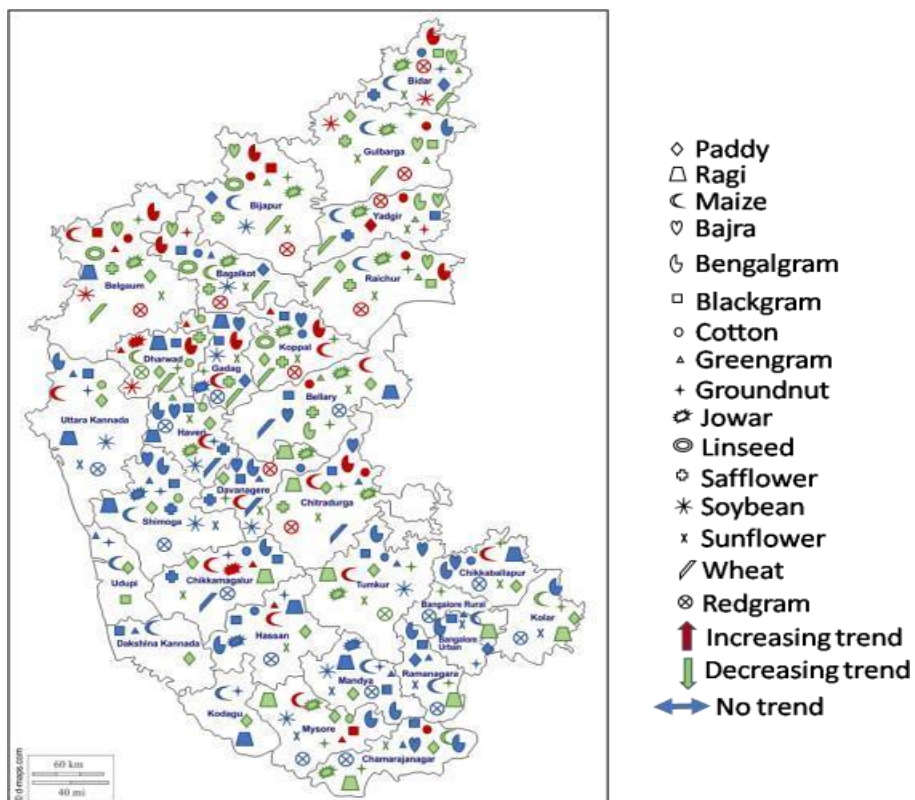 Bidar
Gulbarga
Bijapur
Yadgir
Bagalkot
Raichur
Belgaum
Dharwad
Koppal
Gadag
Bellary
Uttara Kannada
Haveri
Davanagere
Chitradurga
Shimoga
Udupi
Chikkamagalur
Tumkur
Chikkaballapur
Bangalore Rural
Kolar
Hassan
Bangalore
Urban
Dakshina Kannada
Mandya
Ramanagara
Kodagu
Mysore
Chamarajanagar
60 km
40 mi
© d-maps.com
Paddy
Ragi
Maize
Bajra
Bengalgram
Blackgram
Cotton
Greengram
Groundnut
Jowar
Linseed
Safflower
Soybean
Sunflower
Wheat
Redgram
Increasing trend
Decreasing trend
No trend